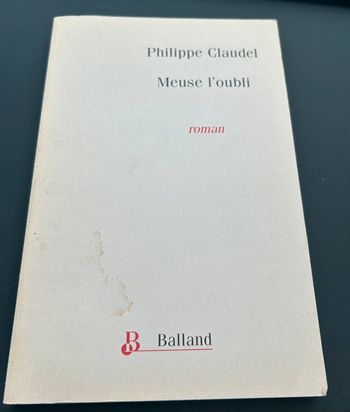 Philippe Claudel
Meuse l'oubli
roman
B Balland